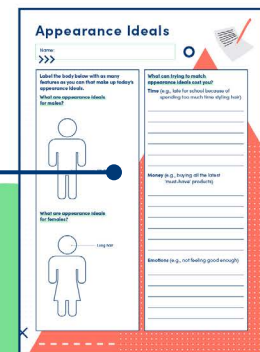 Appearance Ideals
Name:
>>>
Label the body below with as many
features as you can that make up today's
appearance ideals.
What are appearance ideals
for males?
What are appearance ideals
for females?
Long hair
What can trying to match
appearance ideals cost you?
Time (e.g., late for school because of
spending too much time styling hair)
Money (e.g., buying all the latest
'must-have' products)
Emotions (e.g., not feeling good enough)